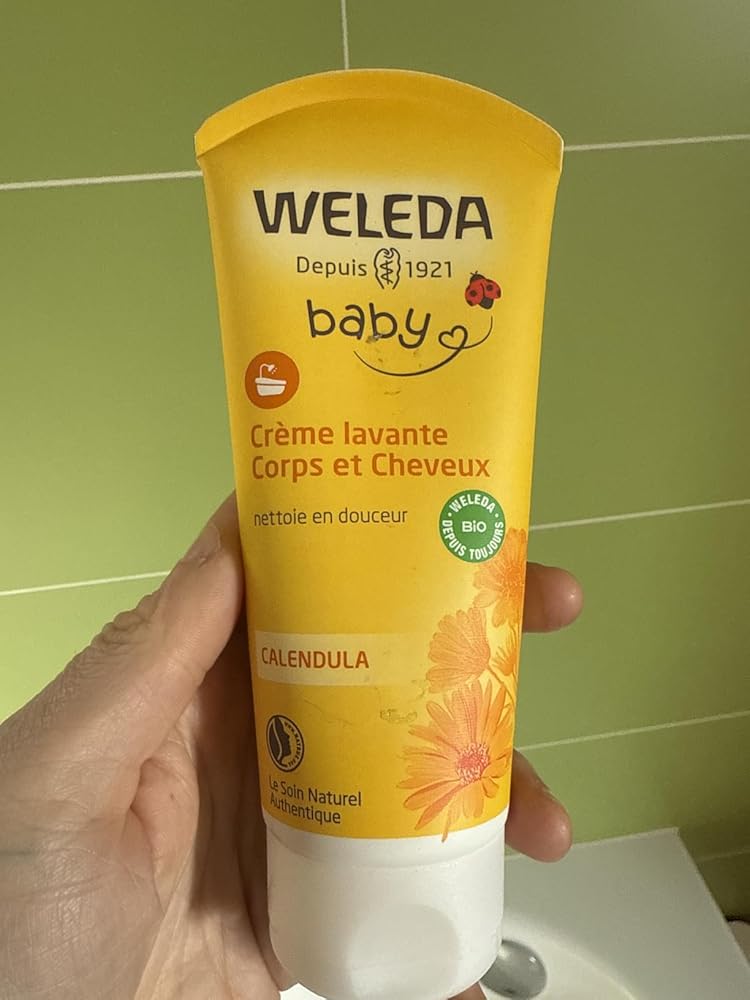 WELEDA
Depuis 1921
baby
Crème lavante
Corps et Cheveux
nettoie en douceur
WELEDA
BiO
DEPUIS TOUJOURS
CALENDULA
Le Soin Naturel
Authentique